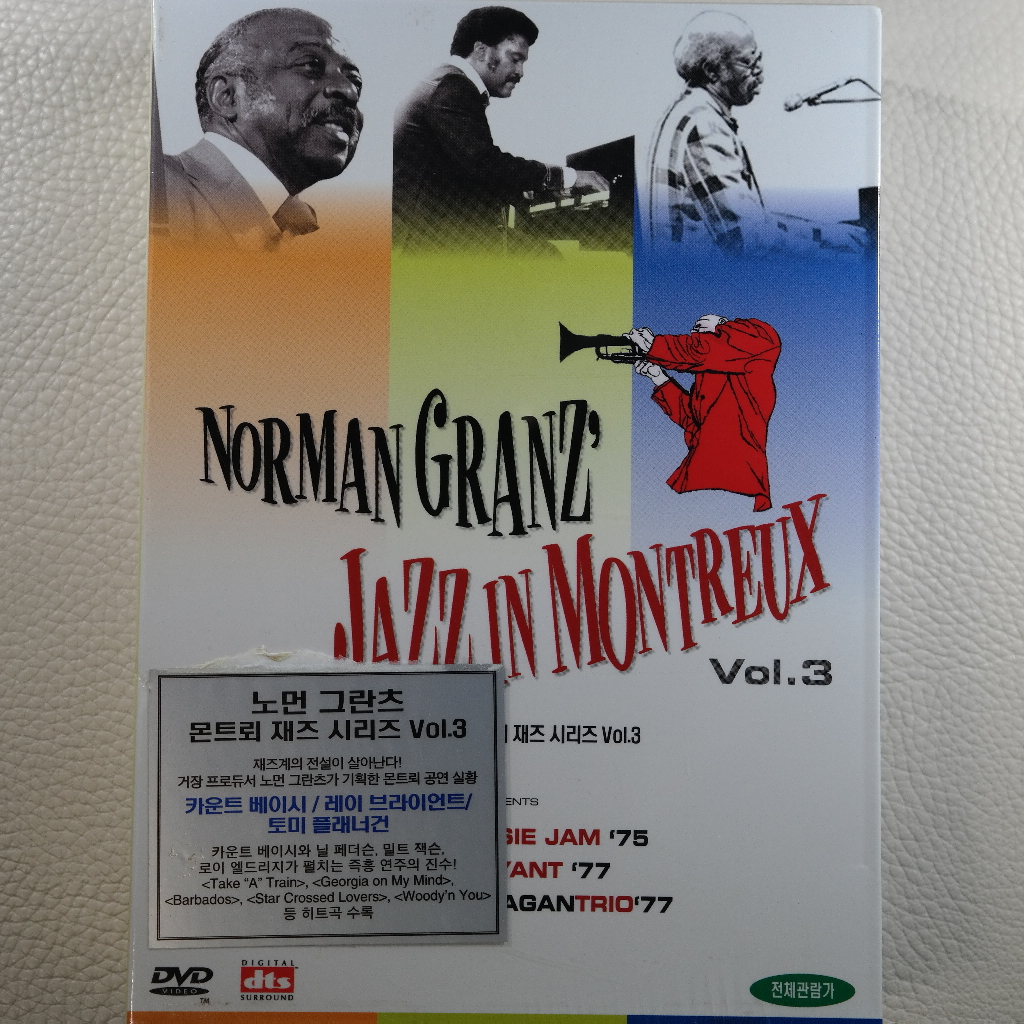 NORMAN GRANZ'
JAZZ IN MONTREUX
Vol.3
재즈 시리즈 Vol.3
노먼 그란츠
몬트뢰 재즈 시리즈 Vol.3
재즈계의 전설이 살아난다!
거장 프로듀서 노먼 그란츠가 기획한 몬트뢰 공연 실황
카운트 베이시 / 레이 브라이언트/
토미 플래너건
카운트 베이시와 닐 페더슨, 밀트 잭슨,
로이 엘드리지가 펼치는 즉흥 연주의 진수!
<Take "A" Train>, <Georgia on My Mind>,
<Barbados>, <Star Crossed Lovers>, <Woody'n You>
등 히트곡 수록
ENTS
SIE JAM '75
YANT '77
AGANTRIO'77
DVD
VIDEO
TM
DIGITAL
dts
SURROUND
전체관람가